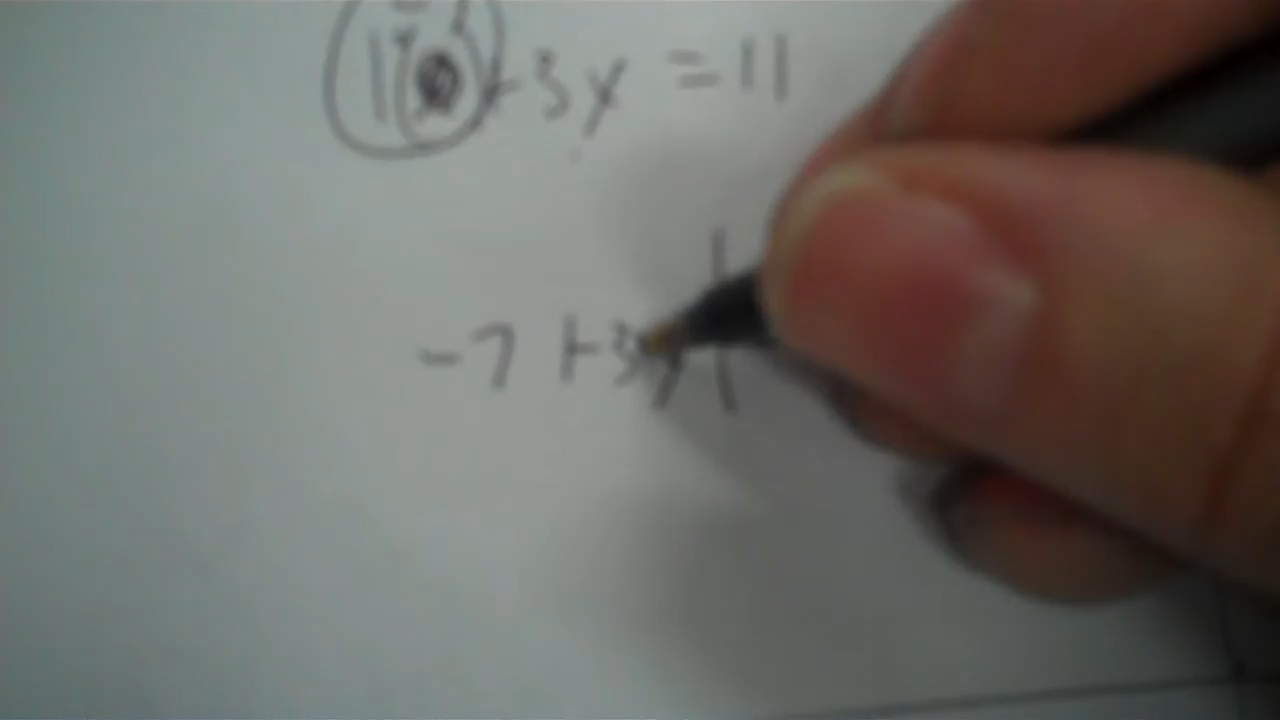 +3y = 11
-7 +3y |